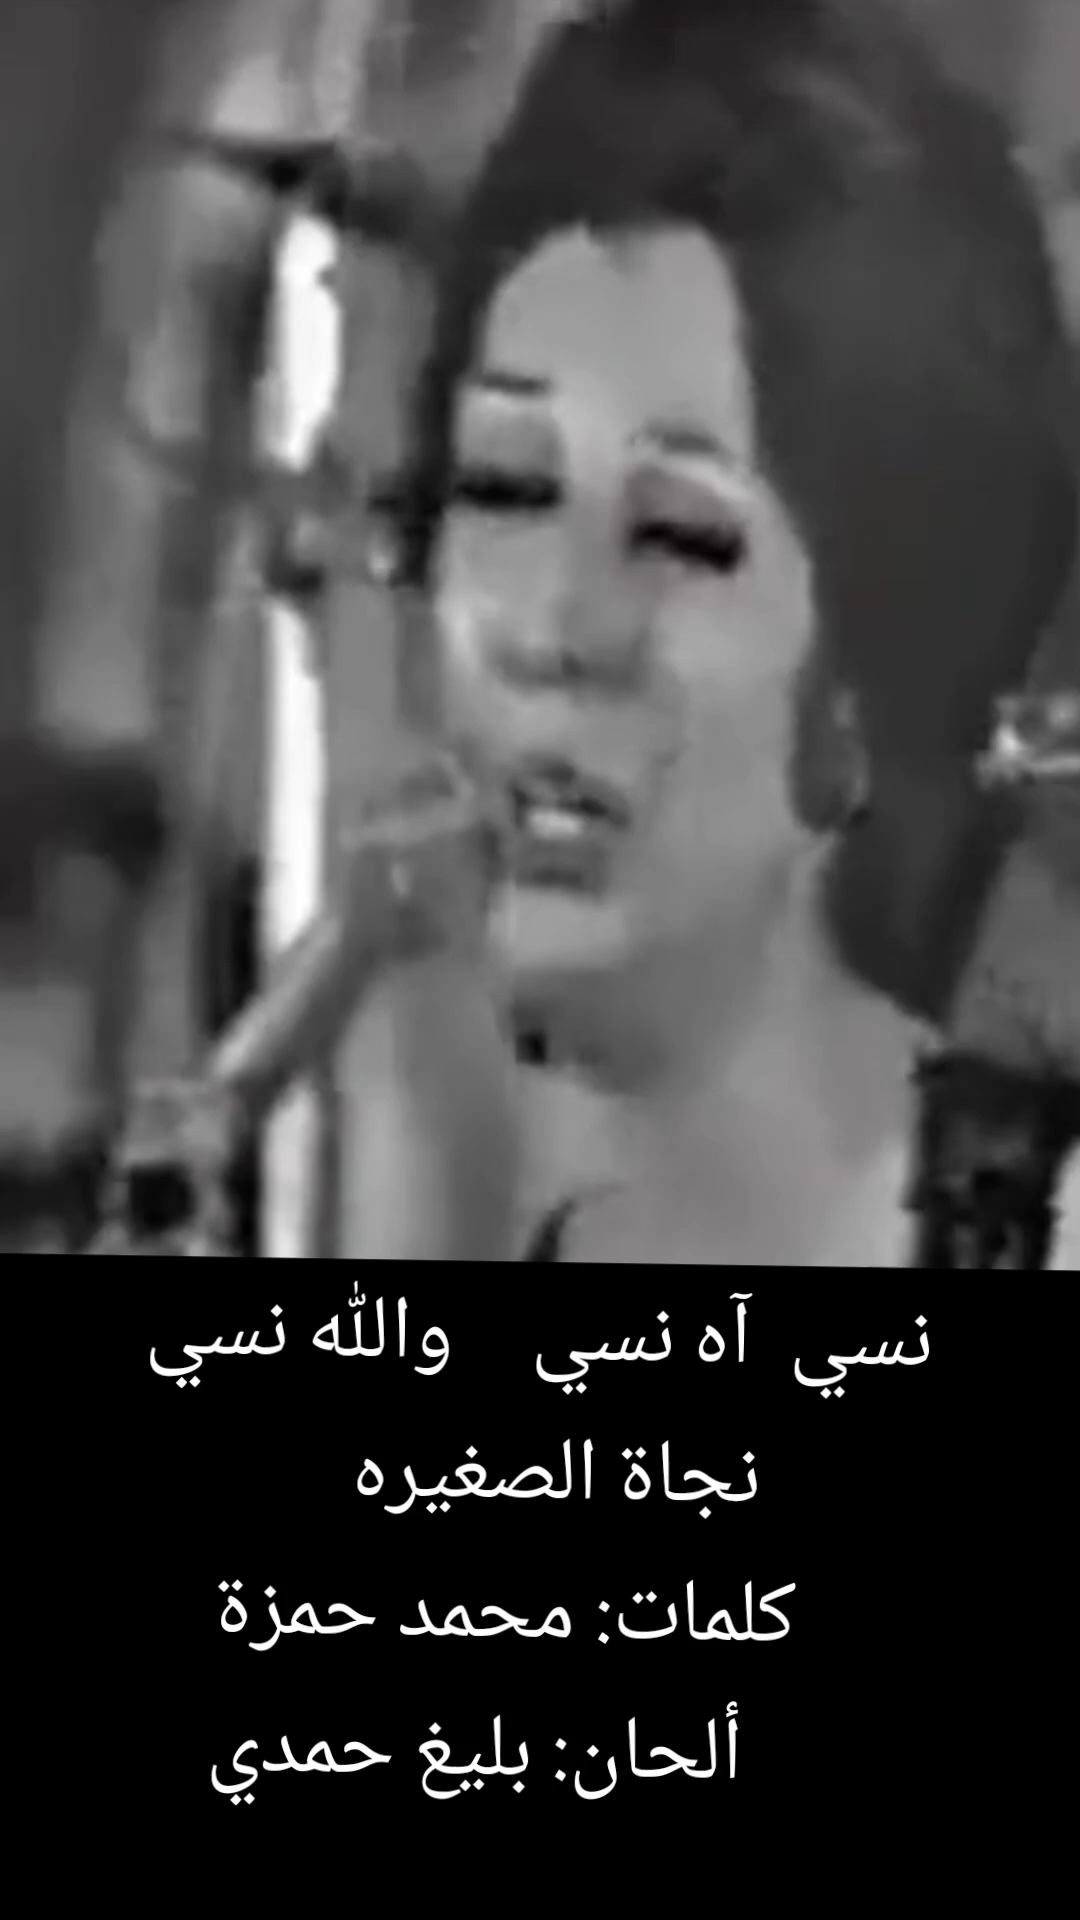 نسي آه نسي والله نسي
نجاة الصغيره
كلمات: محمد حمزة
ألحان: بليغ حمدي